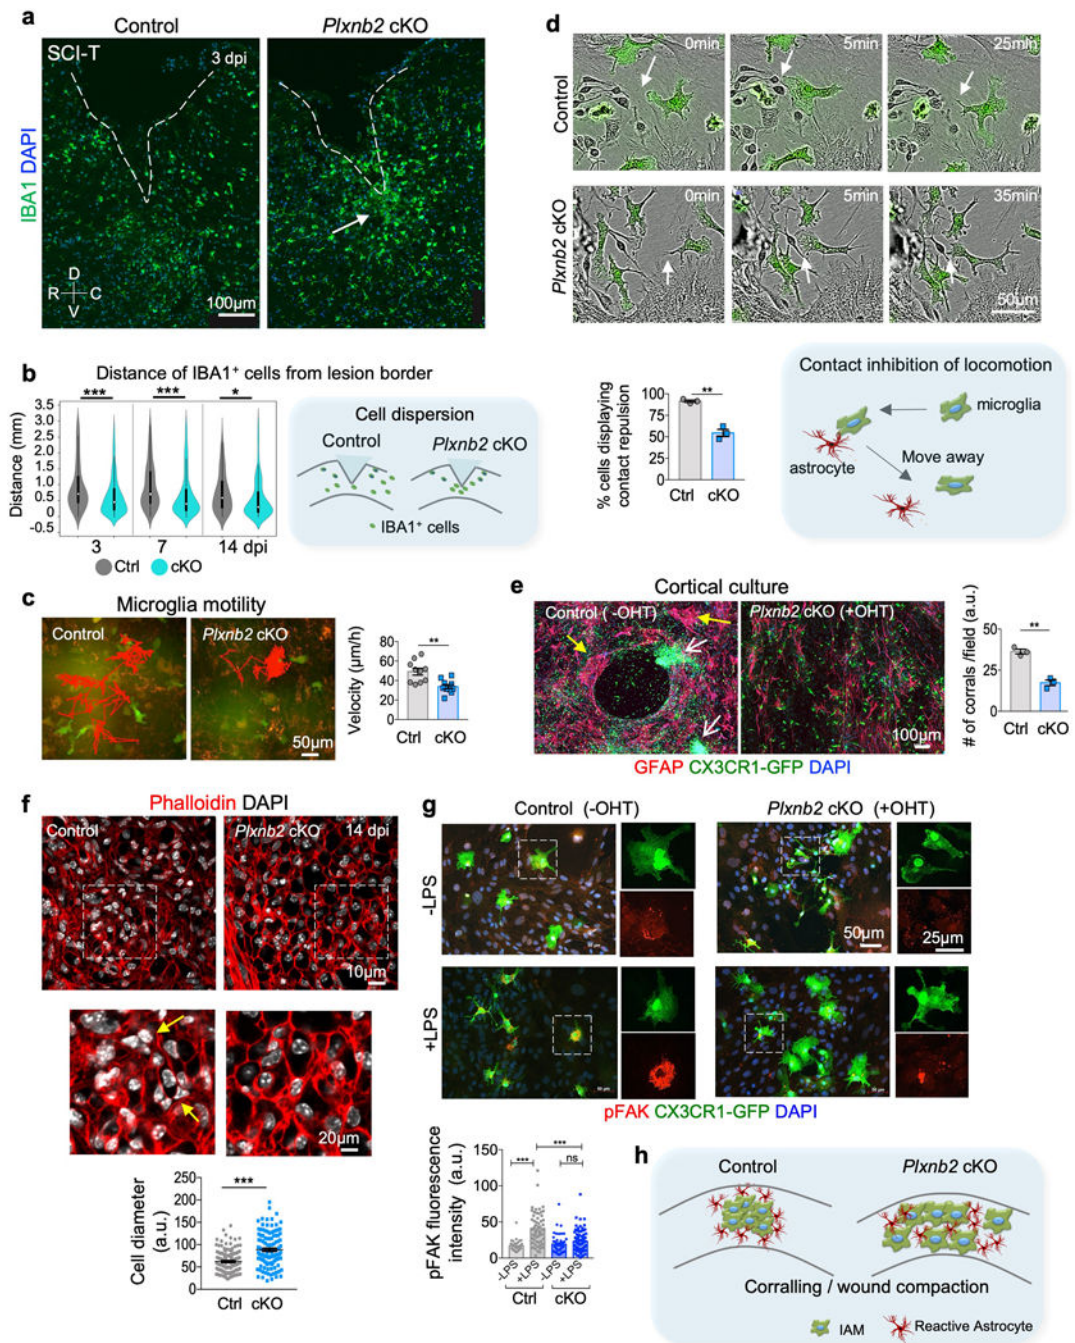 a
Control
Plxnb2 cKO
SCI-T
3 dpi
IBA1 DAPI
D
R
C
V
100µm
b
Distance of IBA1⁺ cells from lesion border
Distance (mm)
3.5
3.0
2.5
2.0
1.5
1.0
0.5
0
-0.5
***
***
*
3
7
14 dpi
Ctrl
cKO
Cell dispersion
Control
Plxnb2 cKO
IBA1⁺ cells
c
Microglia motility
Control
Plxnb2 cKO
50µm
Velocity (µm/h)
80
60
40
20
0
**
Ctrl
cKO
d
Control
0min
5min
25min
Plxnb2 cKO
0min
5min
35min
50µm
% cells displaying
contact repulsion
100
75
50
25
0
**
Ctrl
cKO
Contact inhibition of locomotion
microglia
astrocyte
Move away
e
Cortical culture
Control ( -OHT)
Plxnb2 cKO (+OHT)
100µm
GFAP CX3CR1-GFP DAPI
# of corrals /field (a.u.)
50
25
0
**
Ctrl
cKO
f
Phalloidin DAPI
Control
Plxnb2 cKO
14 dpi
10µm
20µm
Cell diameter
(a.u.)
250
200
150
100
50
0
***
Ctrl
cKO
g
Control (-OHT)
Plxnb2 cKO (+OHT)
-LPS
50µm
25µm
+LPS
pFAK CX3CR1-GFP DAPI
pFAK fluorescence
intensity (a.u.)
150
100
50
0
***
***
ns
-LPS
+LPS
-LPS
+LPS
Ctrl
cKO
h
Control
Plxnb2 cKO
Corralling / wound compaction
IAM
Reactive Astrocyte